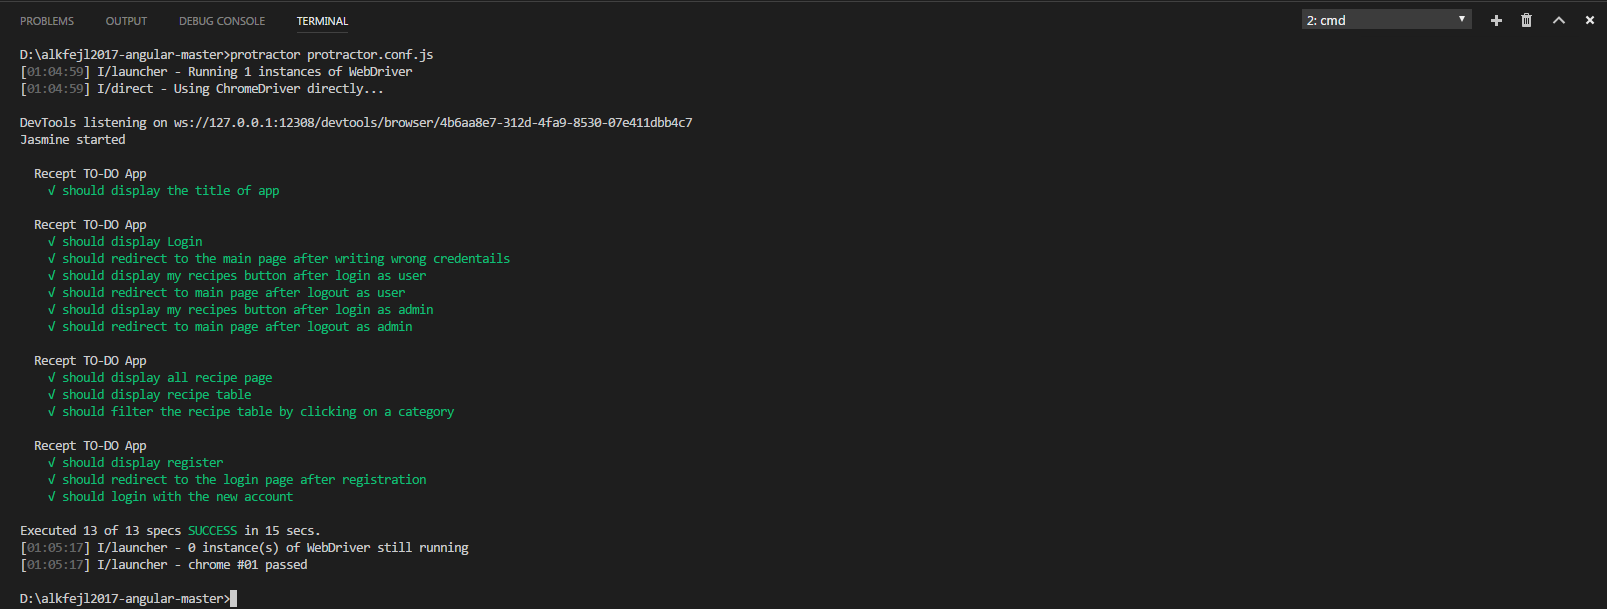 PROBLEMS OUTPUT DEBUG CONSOLE TERMINAL 2: cmd
D:\alkfejl2017-angular-master>protractor protractor.conf.js
[01:04:59] I/launcher - Running 1 instances of WebDriver
[01:04:59] I/direct - Using ChromeDriver directly...
DevTools listening on ws://127.0.0.1:12308/devtools/browser/4b6aa8e7-312d-4fa9-8530-07e411dbb4c7
Jasmine started
Recept TO-DO App
√ should display the title of app
Recept TO-DO App
√ should display Login
√ should redirect to the main page after writing wrong credentails
√ should display my recipes button after login as user
√ should redirect to main page after logout as user
√ should display my recipes button after login as admin
√ should redirect to main page after logout as admin
Recept TO-DO App
√ should display all recipe page
√ should display recipe table
√ should filter the recipe table by clicking on a category
Recept TO-DO App
√ should display register
√ should redirect to the login page after registration
√ should login with the new account
Executed 13 of 13 specs SUCCESS in 15 secs.
[01:05:17] I/launcher - 0 instance(s) of WebDriver still running
[01:05:17] I/launcher - chrome #01 passed
D:\alkfejl2017-angular-master>